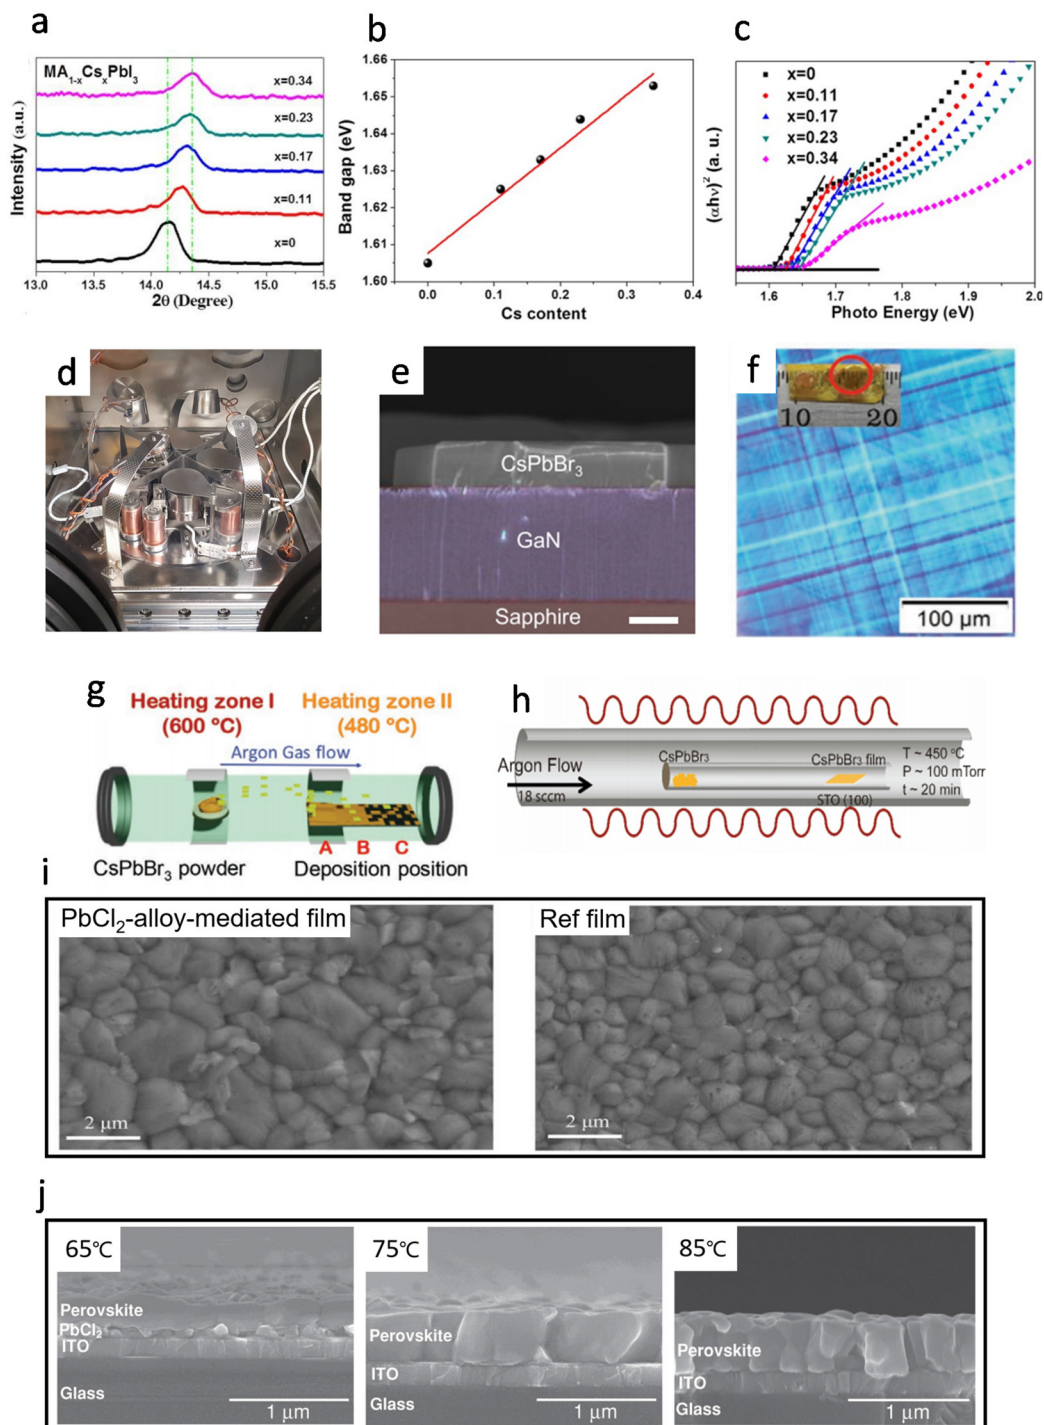 a
MA1-xCsxPbI3
x=0.34
x=0.23
x=0.17
x=0.11
x=0
Intensity (a.u.)
13.0 13.5 14.0 14.5 15.0 15.5
2θ (Degree)
b
1.66
1.65
1.64
1.63
1.62
1.61
1.60
Band gap (eV)
0.0 0.1 0.2 0.3 0.4
Cs content
c
x=0
x=0.11
x=0.17
x=0.23
x=0.34
(αhν)² (a. u.)
1.6 1.7 1.8 1.9 2.0
Photo Energy (eV)
d
e
CsPbBr3
GaN
Sapphire
f
10 20
100 µm
g
Heating zone I
(600 °C)
Heating zone II
(480 °C)
Argon Gas flow
A B C
CsPbBr3 powder
Deposition position
h
Argon Flow
18 sccm
CsPbBr3
CsPbBr3 film
STO (100)
T ~ 450 °C
P ~ 100 mTorr
t ~ 20 min
i
PbCl2-alloy-mediated film
2 µm
Ref film
2 µm
j
65℃
Perovskite
PbCl2
ITO
Glass
1 µm
75℃
Perovskite
ITO
Glass
1 µm
85℃
Perovskite
ITO
Glass
1 µm